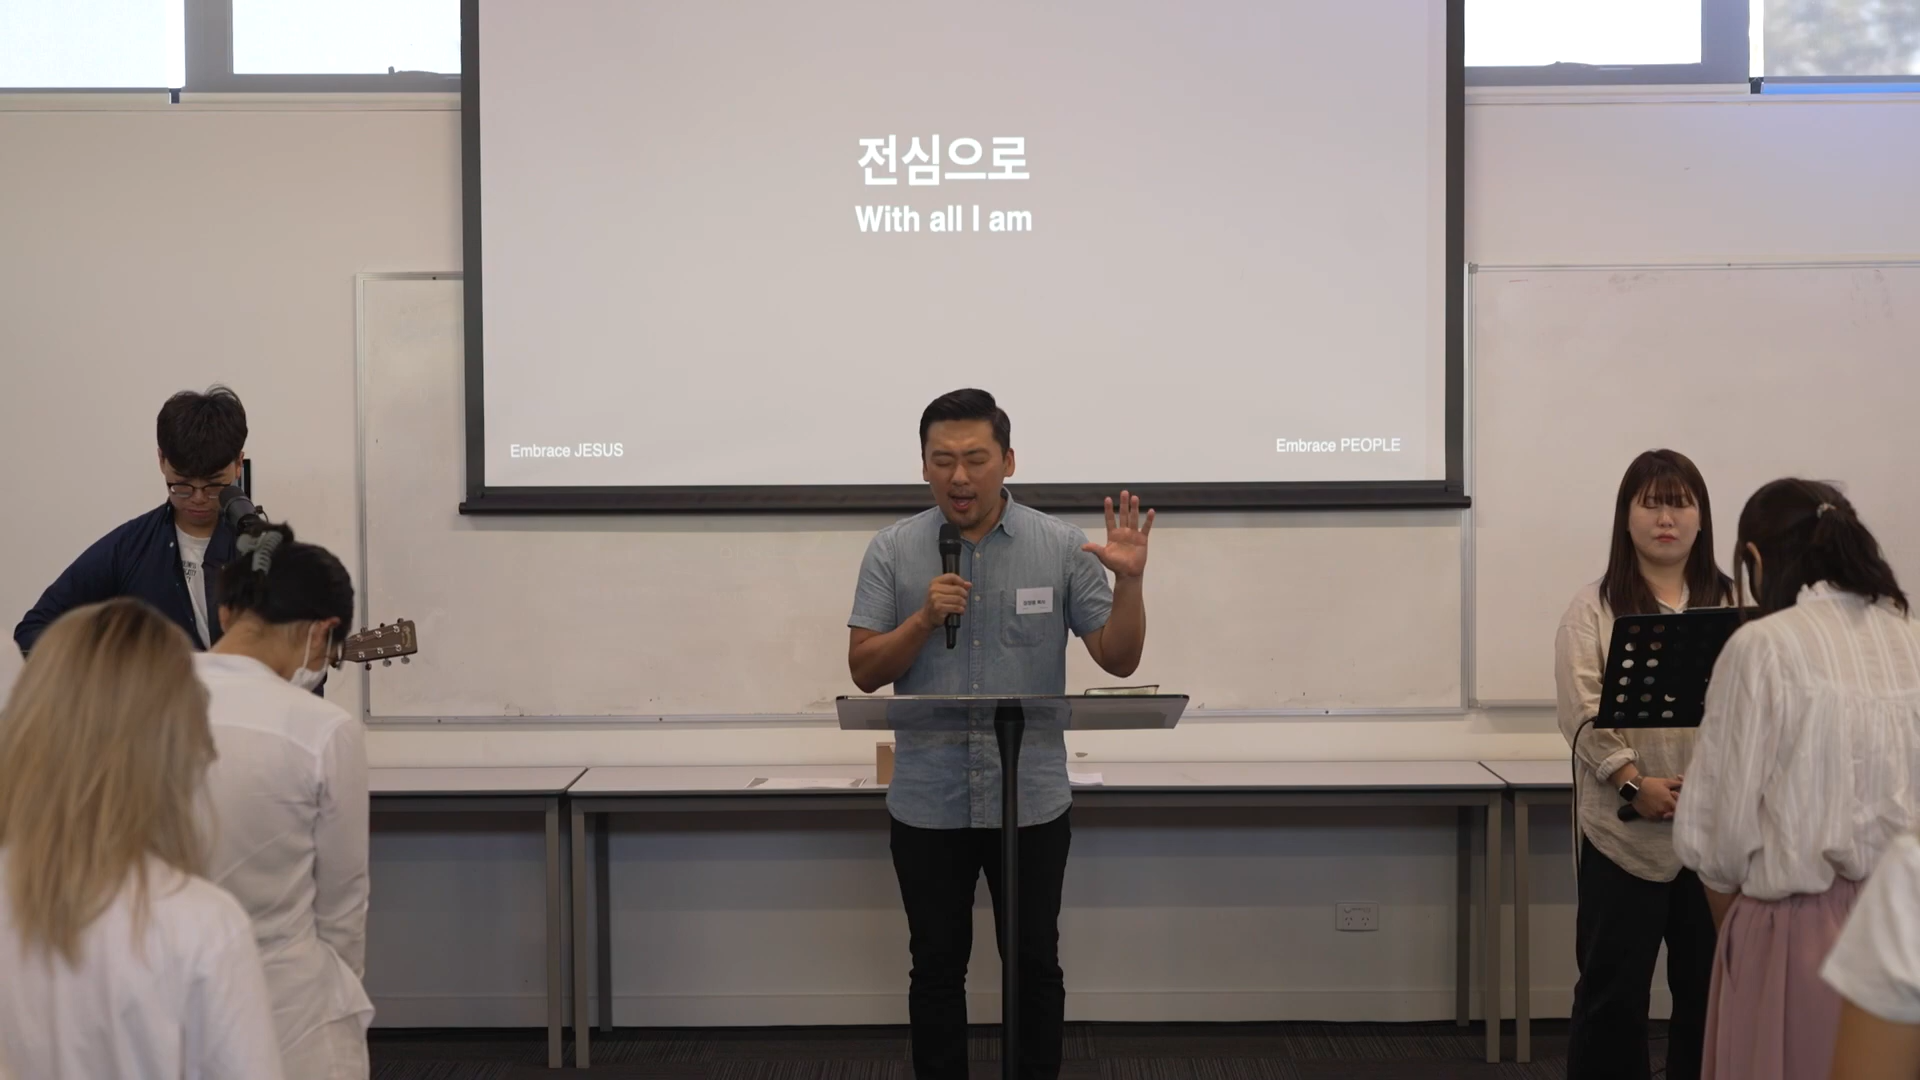 전심으로
With all I am
Embrace JESUS
Embrace PEOPLE